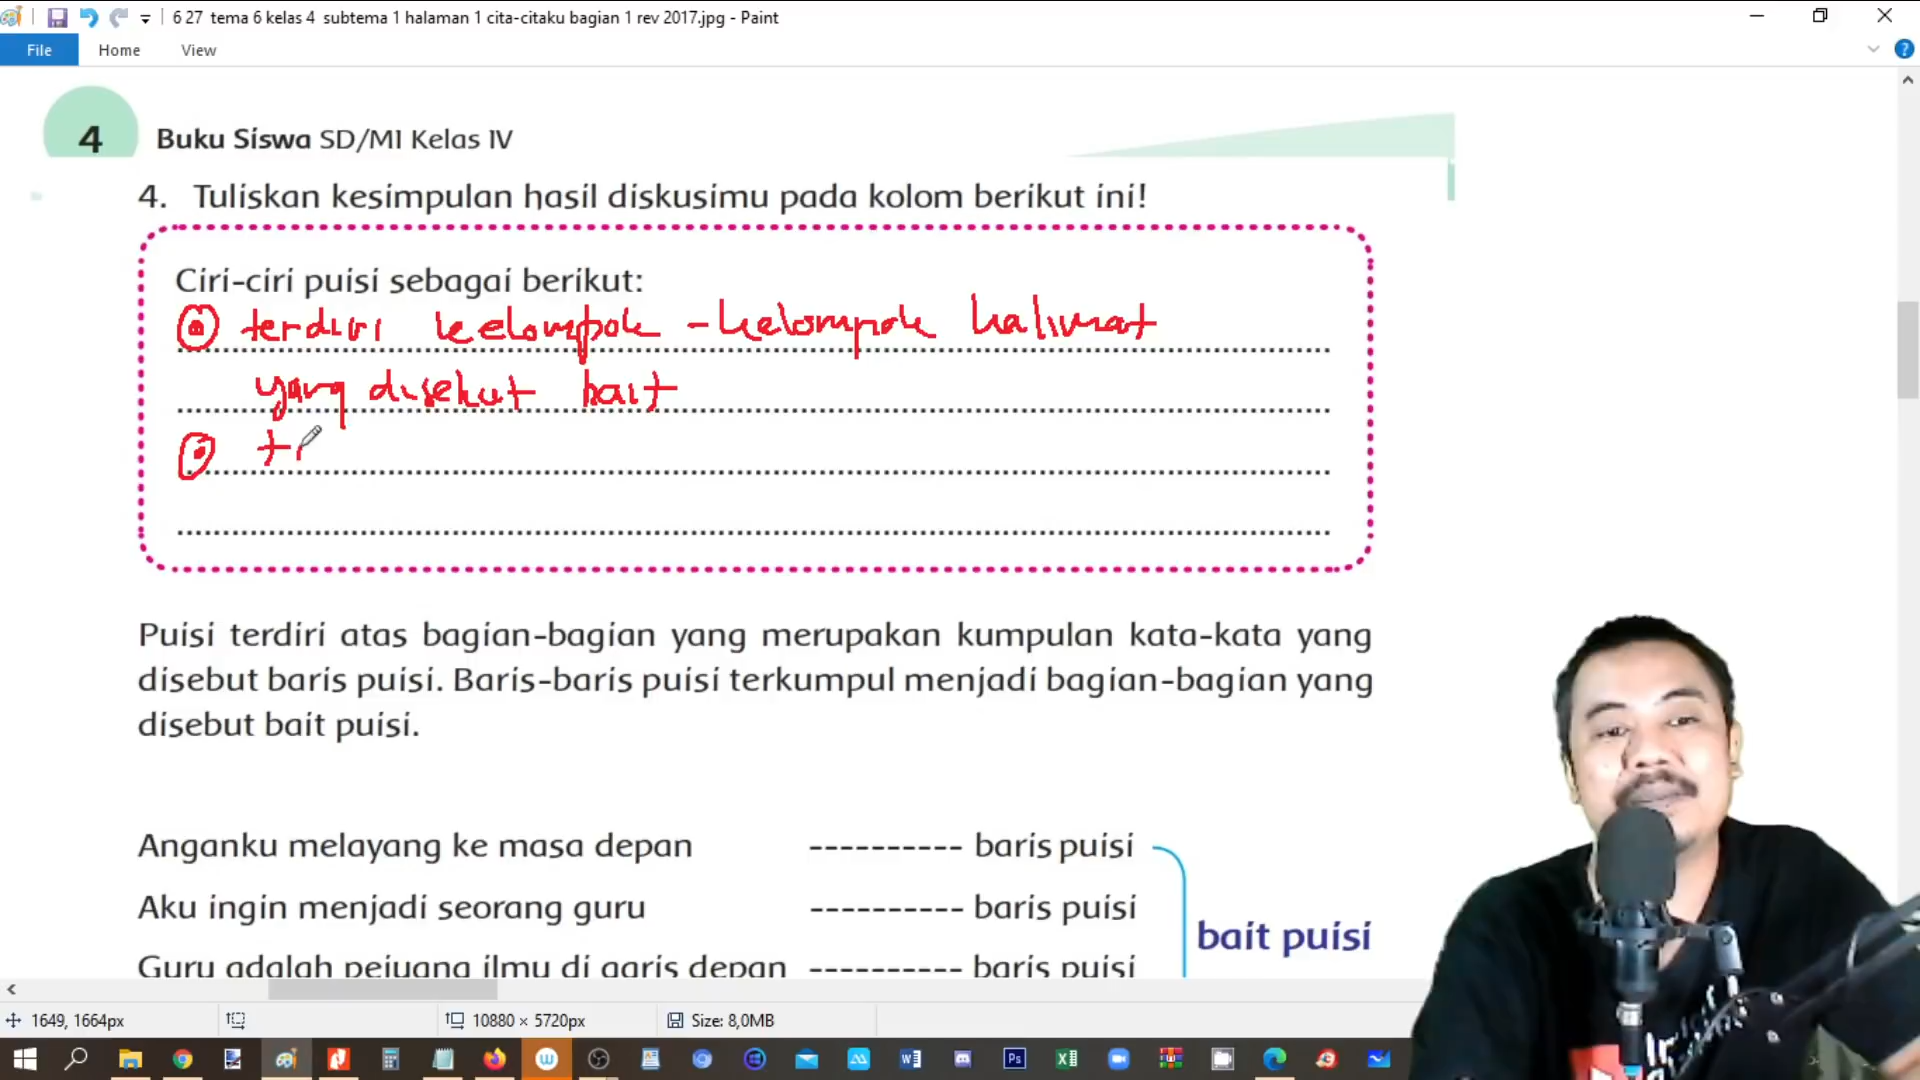 6 27 tema 6 kelas 4 subtema 1 halaman 1 cita-citaku bagian 1 rev 2017.jpg - Paint
File Home View
4 Buku Siswa SD/MI Kelas IV
4. Tuliskan kesimpulan hasil diskusimu pada kolom berikut ini!
Ciri-ciri puisi sebagai berikut:
terdiri kelompok - kelompok kalimat
yang disebut bait
Puisi terdiri atas bagian-bagian yang merupakan kumpulan kata-kata yang
disebut baris puisi. Baris-baris puisi terkumpul menjadi bagian-bagian yang
disebut bait puisi.
Anganku melayang ke masa depan ---------- baris puisi
Aku ingin menjadi seorang guru ---------- baris puisi
bait puisi
Guru adalah pejuang ilmu di garis depan ---------- baris puisi
1649, 1664px 10880 × 5720px Size: 8,0MB